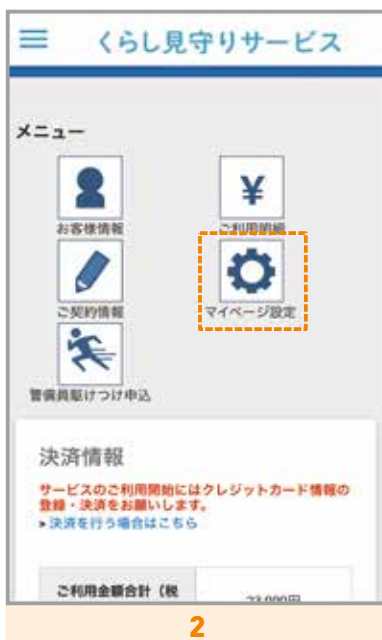 くらし見守りサービス
メニュー
お客様情報
¥
ご利用明細
ご契約情報
マイページ設定
警備員駆けつけ申込
決済情報
サービスのご利用開始にはクレジットカード情報の
登録・決済をお願いします。
▸決済を行う場合はこちら
ご利用金額合計（税
2